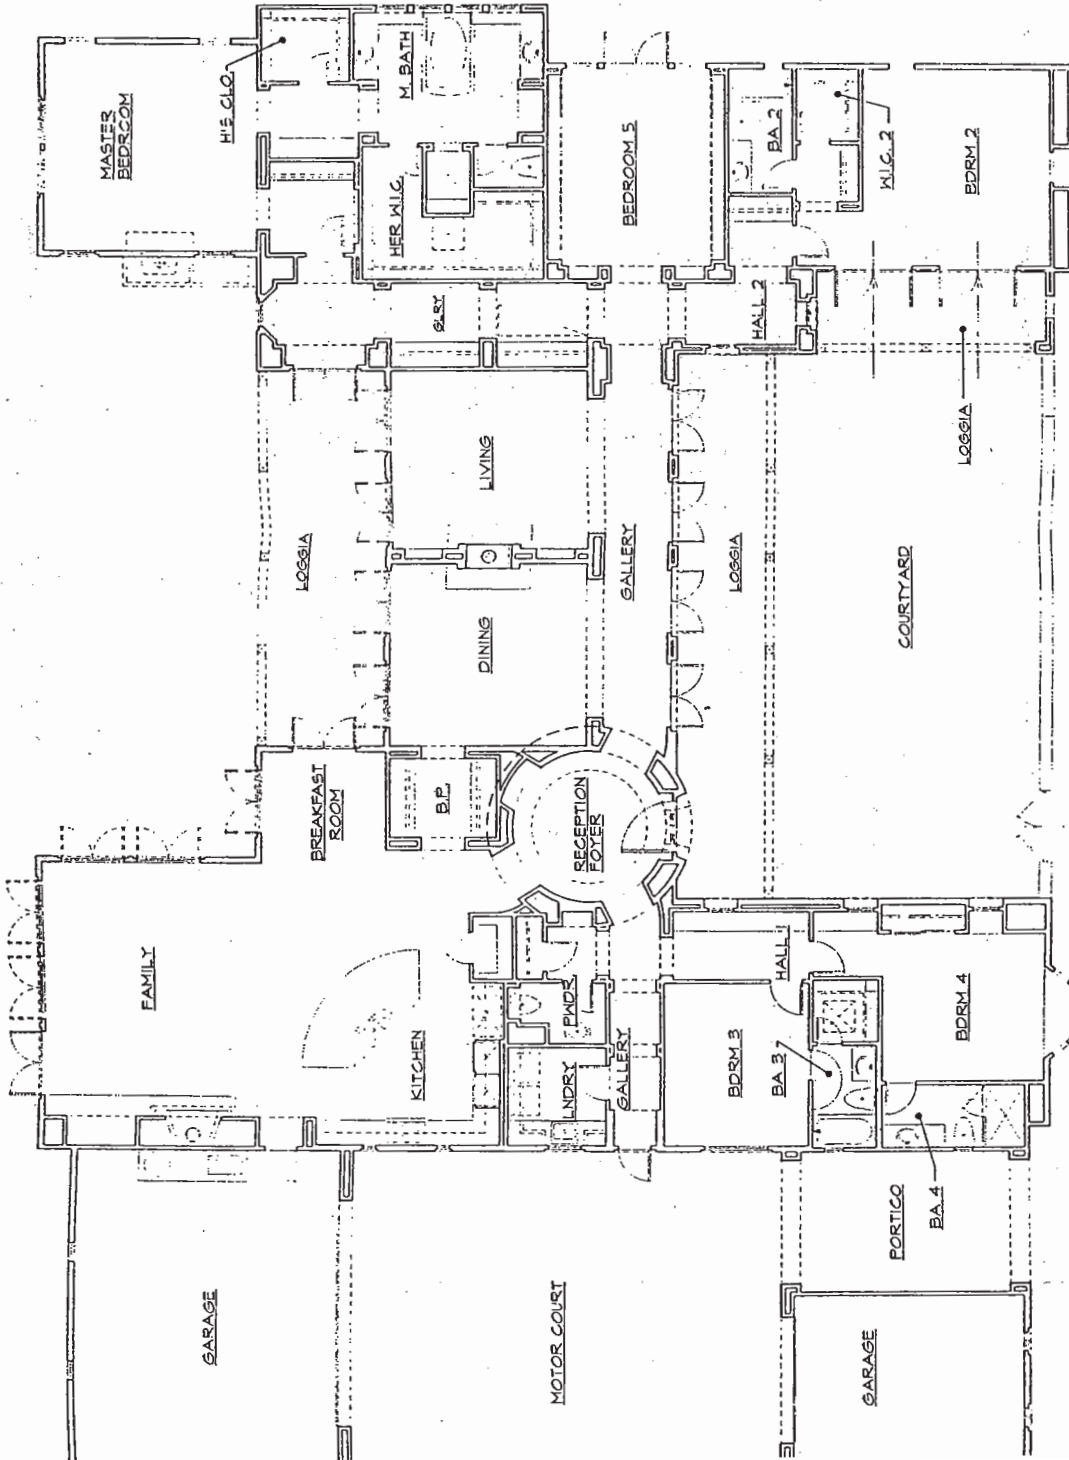 MASTER
BEDROOM
H'S CLO.
M. BATH
HER W.I.C.
BEDROOM 5
BA 2
W.I.C. 2
BDRM 2
GLRY
HALL 2
LOGGIA
LIVING
LOGGIA
GALLERY
LOGGIA
DINING
COURTYARD
BREAKFAST
ROOM
B.P.
RECEPTION
FOYER
FAMILY
KITCHEN
PWDR
LNDRY
GALLERY
HALL
BDRM 3
BA 3
BDRM 4
BA 4
PORTICO
GARAGE
MOTOR COURT
GARAGE